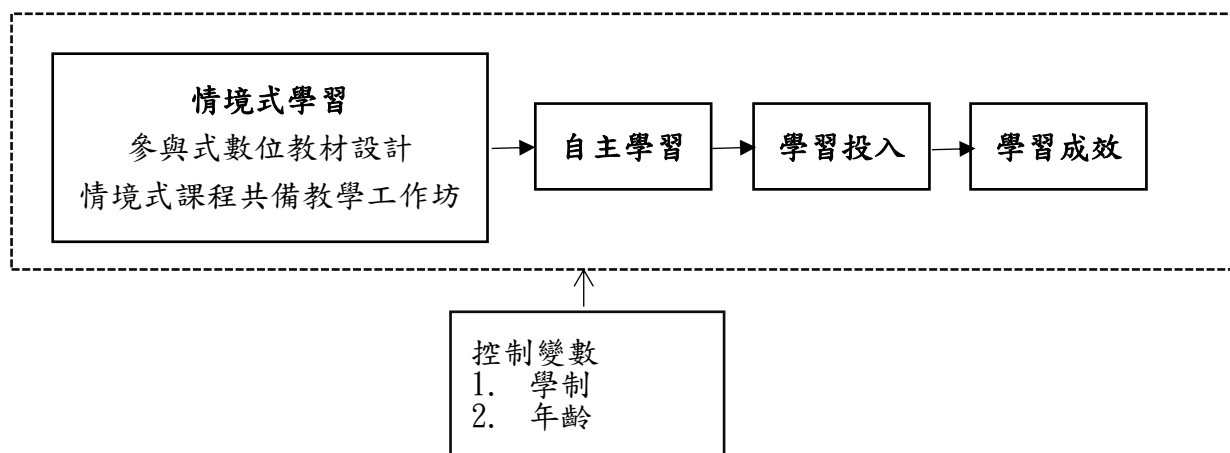 情境式學習
參與式數位教材設計
情境式課程共備教學工作坊
自主學習
學習投入
學習成效
控制變數
1. 學制
2. 年齡